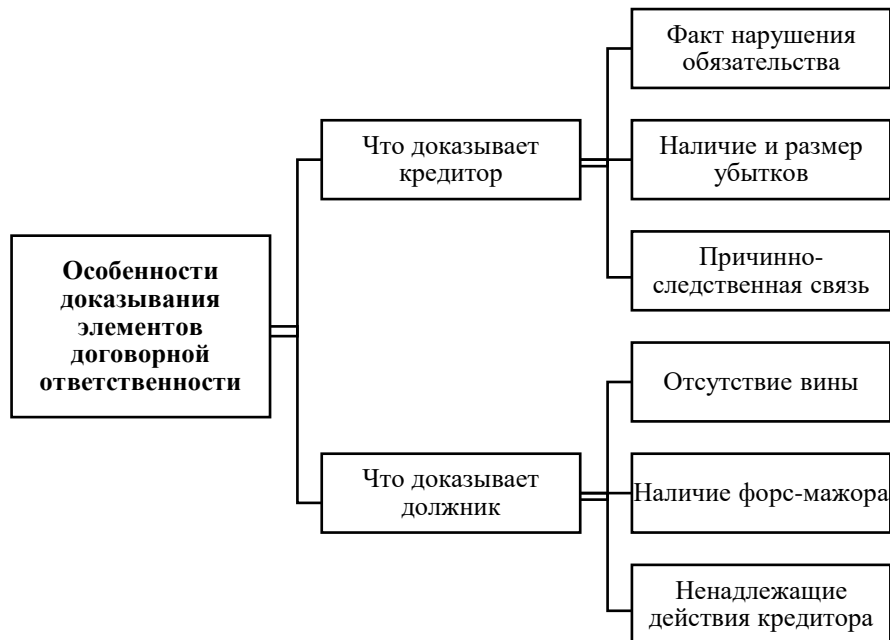 Особенности
доказывания
элементов
договорной
ответственности
Что доказывает
кредитор
Факт нарушения
обязательства
Наличие и размер
убытков
Причинно-
следственная связь
Что доказывает
должник
Отсутствие вины
Наличие форс-мажора
Ненадлежащие
действия кредитора